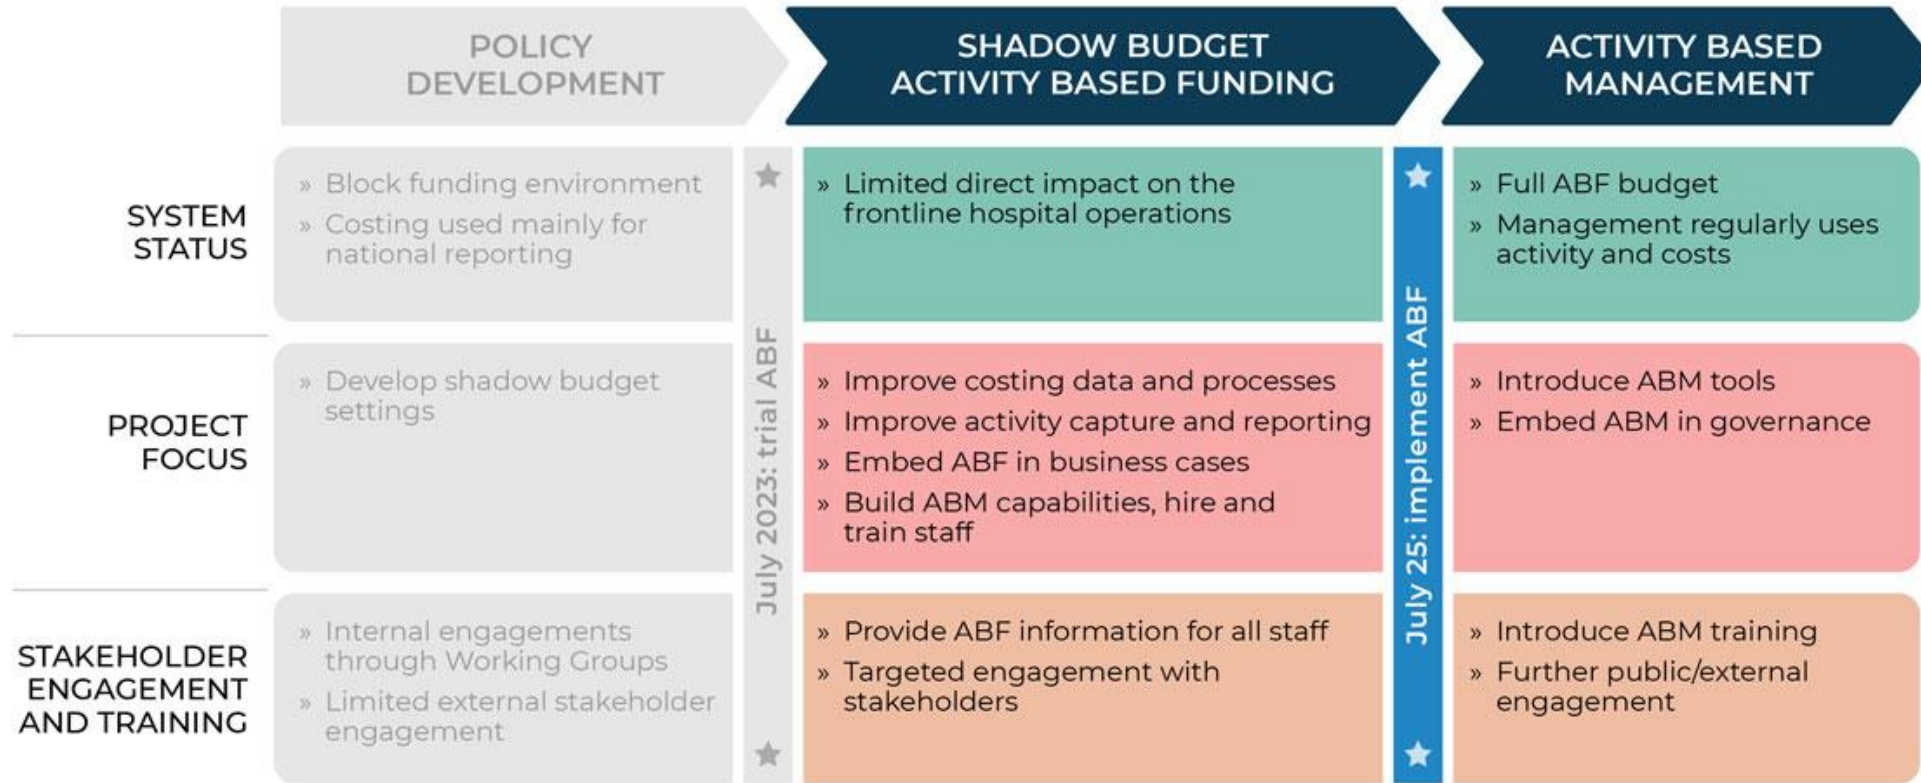 POLICY
DEVELOPMENT
SHADOW BUDGET
ACTIVITY BASED FUNDING
ACTIVITY BASED
MANAGEMENT
SYSTEM
STATUS
» Block funding environment
» Costing used mainly for
national reporting
» Limited direct impact on the
frontline hospital operations
» Full ABF budget
» Management regularly uses
activity and costs
PROJECT
FOCUS
» Develop shadow budget
settings
» Improve costing data and processes
» Improve activity capture and reporting
» Embed ABF in business cases
» Build ABM capabilities, hire and
train staff
» Introduce ABM tools
» Embed ABM in governance
STAKEHOLDER
ENGAGEMENT
AND TRAINING
» Internal engagements
through Working Groups
» Limited external stakeholder
engagement
» Provide ABF information for all staff
» Targeted engagement with
stakeholders
» Introduce ABM training
» Further public/external
engagement
July 2023: trial ABF
July 25: implement ABF